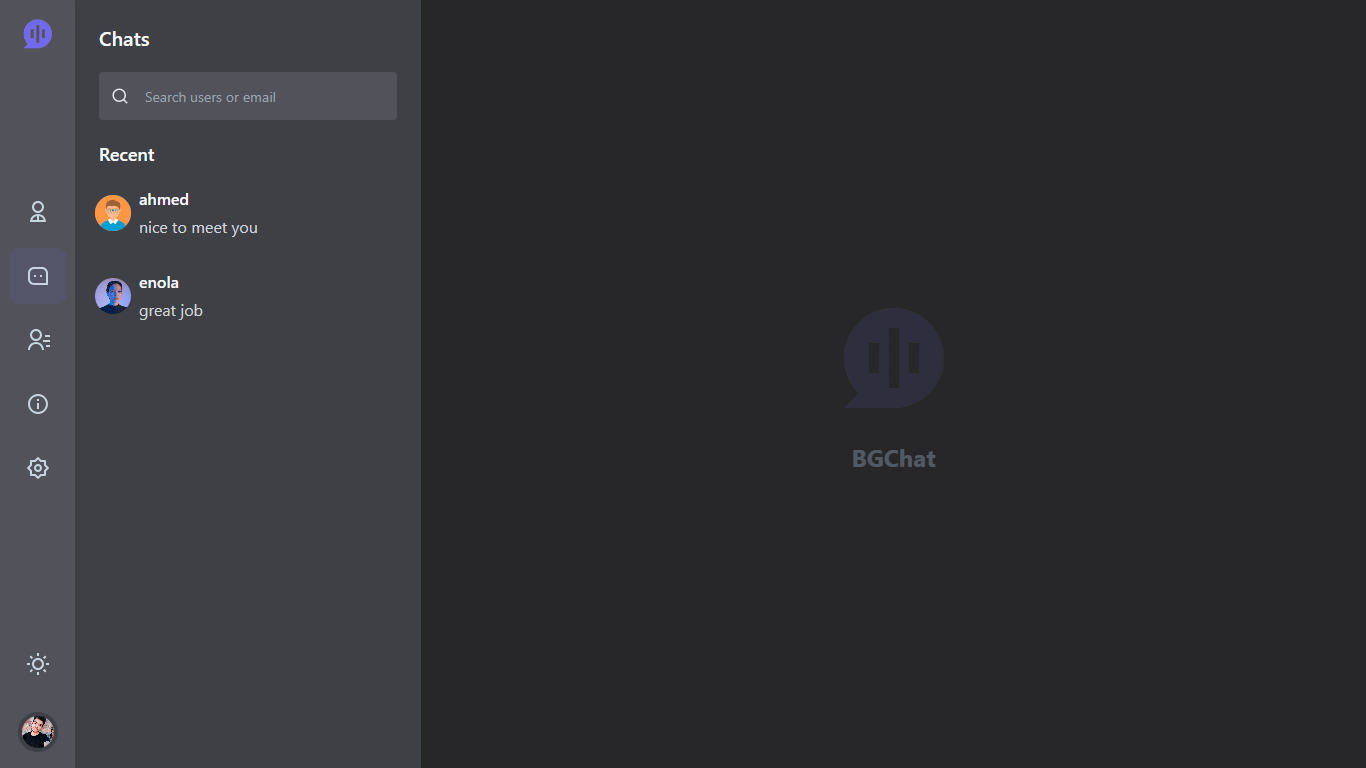 Chats
Search users or email
Recent
ahmed
nice to meet you
enola
great job
BGChat